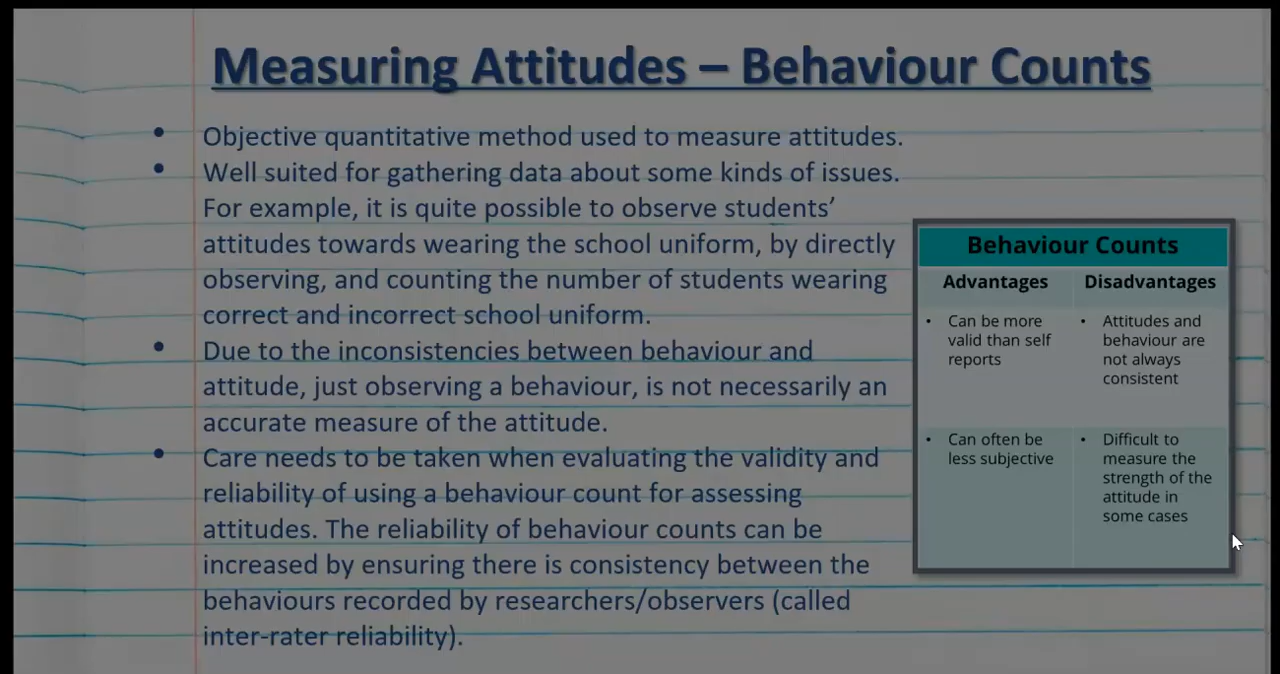 Measuring Attitudes – Behaviour Counts
• Objective quantitative method used to measure attitudes.
• Well suited for gathering data about some kinds of issues.
For example, it is quite possible to observe students’
attitudes towards wearing the school uniform, by directly
observing, and counting the number of students wearing
correct and incorrect school uniform.
• Due to the inconsistencies between behaviour and
attitude, just observing a behaviour, is not necessarily an
accurate measure of the attitude.
• Care needs to be taken when evaluating the validity and
reliability of using a behaviour count for assessing
attitudes. The reliability of behaviour counts can be
increased by ensuring there is consistency between the
behaviours recorded by researchers/observers (called
inter-rater reliability).
Behaviour Counts
Advantages Disadvantages
• Can be more
valid than self
reports
• Attitudes and
behaviour are
not always
consistent
• Can often be
less subjective
• Difficult to
measure the
strength of the
attitude in
some cases